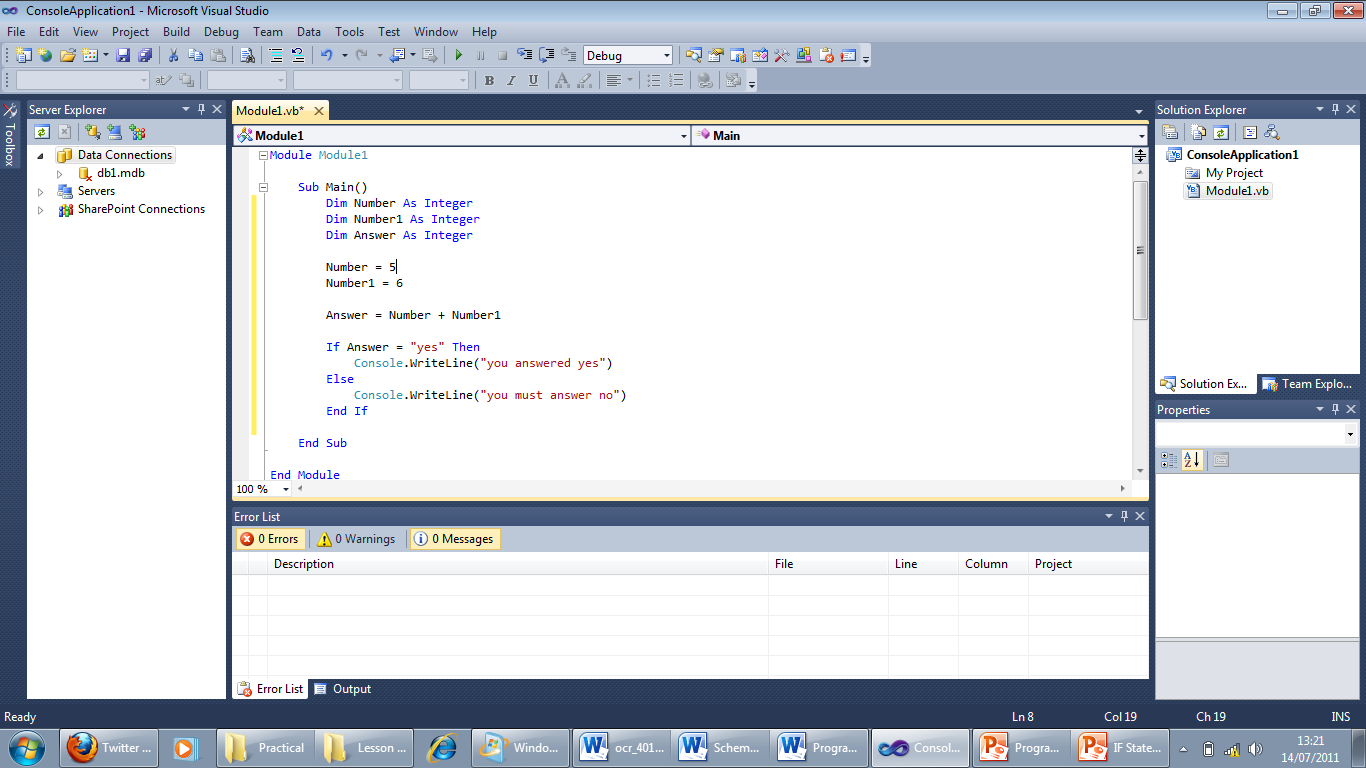 ConsoleApplication1 - Microsoft Visual Studio
File Edit View Project Build Debug Team Data Tools Test Window Help
Debug
B I U A
Toolbox
Server Explorer
Data Connections
db1.mdb
Servers
SharePoint Connections
Module1.vb*
Module1 Main
Module Module1
Sub Main()
Dim Number As Integer
Dim Number1 As Integer
Dim Answer As Integer
Number = 5
Number1 = 6
Answer = Number + Number1
If Answer = "yes" Then
Console.WriteLine("you answered yes")
Else
Console.WriteLine("you must answer no")
End If
End Sub
End Module
100 %
Error List
0 Errors 0 Warnings 0 Messages
Description File Line Column Project
Error List Output
Solution Explorer
ConsoleApplication1
My Project
Module1.vb
Solution Ex... Team Explo...
Properties
Ready Ln 8 Col 19 Ch 19 INS
Twitter ... Practical Lesson ... Windo... ocr_401... Schem... Progra... Consol... Progra... IF State...
13:21
14/07/2011